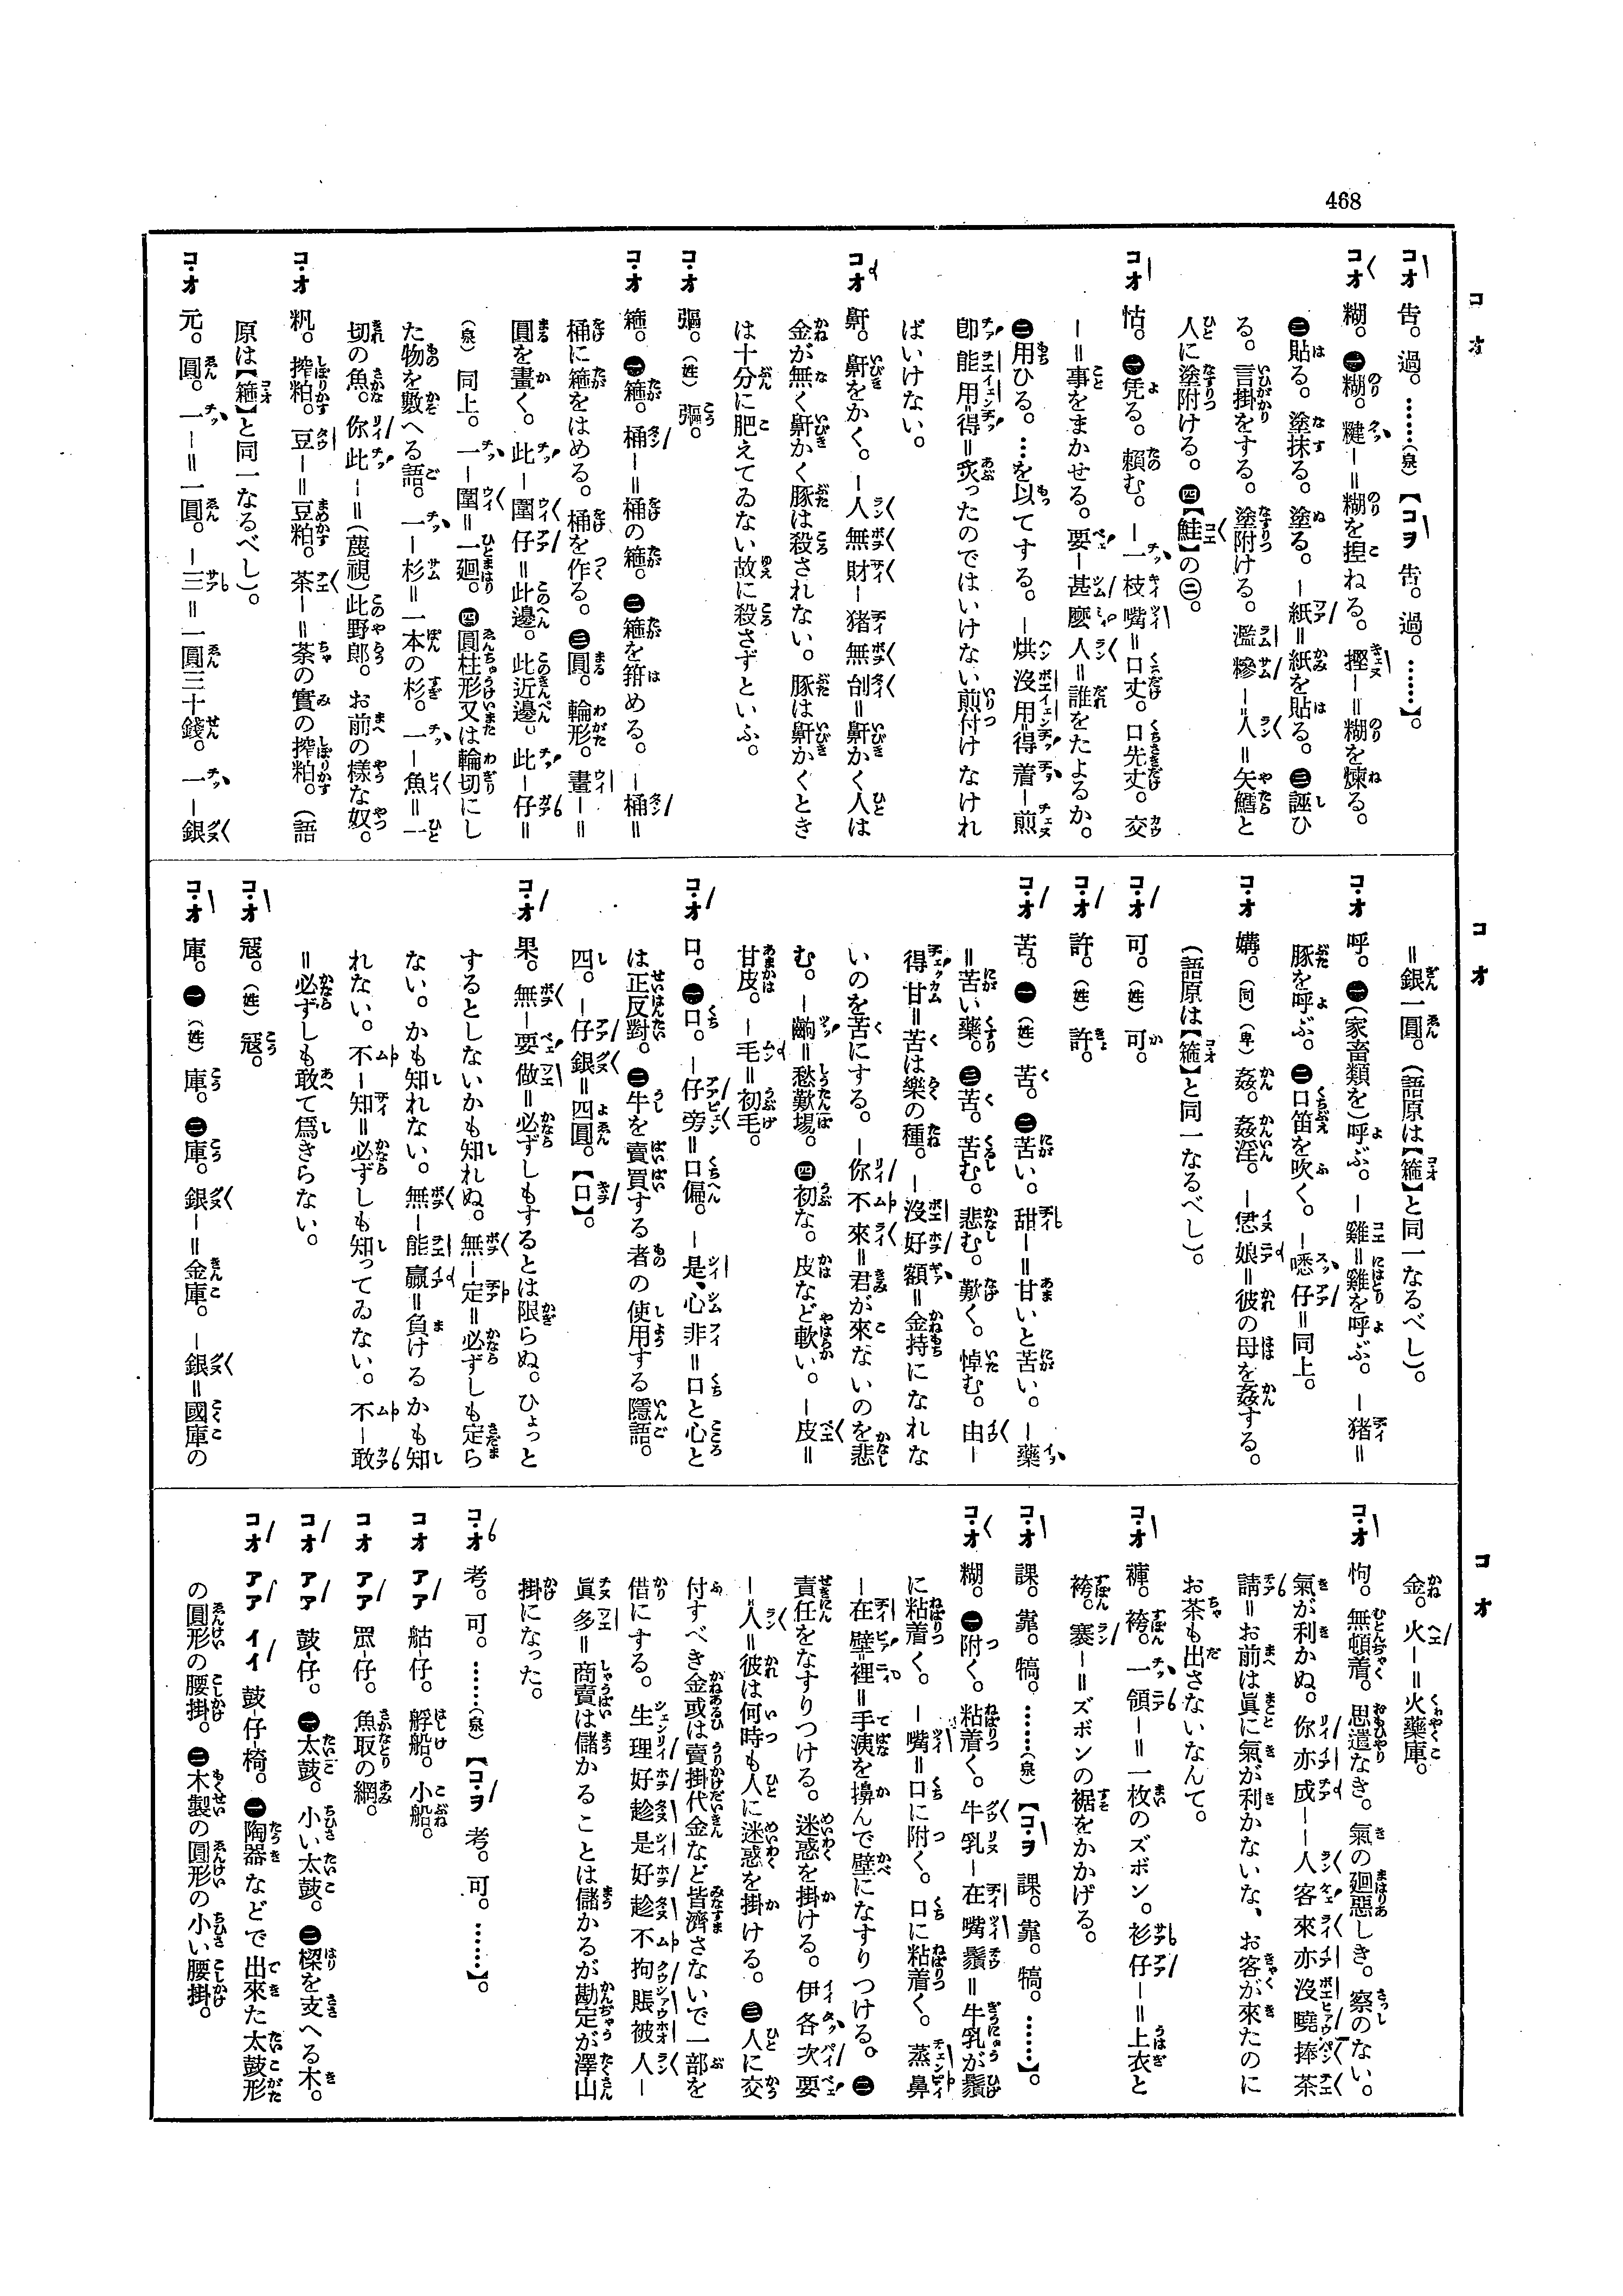 468
コオ
コオ 告。過。……(泉)【コヲ 告。過。……】。
コオ 糊。㊀糊。䊢ー＝糊を捏ねる。摼ー＝糊を煉る。
㊁貼る。塗抹る。塗る。ー紙＝紙を貼る。㊂誣ひ
る。言掛をする。塗附ける。濫糝ー人＝矢鱈と
人に塗附ける。㊃【鮭】の㊁。
コオ 怙。㊀凭る。賴む。ー一枝嘴＝口丈。口先丈。交
ー＝事をまかせる。要ー甚麼人＝誰をたよるか。
㊁用ひる。…を以てする。ー烘沒用得着ー煎
卽能用得＝炙ったのではいけない煎付けなけれ
ばいけない。
コオ 鼾。鼾をかく。ー人無財ー猪無刣＝鼾かく人は
金が無く鼾かく豚は殺されない。豚は鼾かくとき
は十分に肥えてゐない故に殺さずといふ。
コ・オ 彄。(姓) 彄。
コ・オ 箍。㊀箍。桶ー＝桶の箍。㊁箍を箝める。ー桶＝
桶に箍をはめる。桶を作る。㊂圓。輪形。畫ー＝
圓を畫く。此ー圍仔＝此邊。此近邊。此ー仔＝
(泉) 同上。一ー圍＝一廻。㊃圓柱形又は輪切にし
た物を數へる語。一ー杉＝一本の杉。一ー魚＝一
切の魚。你此ーー＝(蔑視)此野郎。お前の樣な奴。
コ・オ 粌。搾粕。豆ー＝豆粕。茶ー＝茶の實の搾粕。(語
原は【箍】と同一なるべし)。
コ・オ 元。圓。一ー＝一圓。ー三＝一圓三十錢。一ー銀
コオ
＝銀一圓。(語原は【箍】と同一なるべし)。
コ・オ 呼。㊀(家畜類を)呼ぶ。ー雞＝雞を呼ぶ。ー猪＝
豚を呼ぶ。㊁口笛を吹く。ー噁仔＝同上。
コ・オ 媾。(同)(卑) 姦。姦淫。ー㑑娘＝彼の母を姦する。
(語原は【箍】と同一なるべし)。
コ・オ 可。(姓) 可。
コ・オ 許。(姓) 許。
コ・オ 苦。㊀(姓) 苦。㊁苦い。甜ー＝甘いと苦い。ー藥
＝苦い藥。㊂苦。苦む。悲む。歎く。悼む。由ー
得甘＝苦は樂の種。ー沒好額＝金持になれな
いのを苦にする。ー你不來＝君が來ないのを悲
む。ー齣＝愁歎場。㊃初な。皮など軟い。ー皮＝
甘皮。ー毛＝初毛。
コ・オ 口。㊀口。ー仔旁＝口偏。ー是、心非＝口と心と
は正反對。㊁牛を賣買する者の使用する隱語。
四。ー仔銀＝四圓。【口】。
コ・オ 果。無ー要做＝必ずしもするとは限らぬ。ひょっと
するとしないかも知れぬ。無ー定＝必ずしも定ら
ない。かも知れない。無ー能贏＝負けるかも知
れない。不ー知＝必ずしも知ってゐない。不ー敢
＝必ずしも敢て爲きらない。
コ・オ 寇。(姓) 寇。
コ・オ 庫。㊀(姓) 庫。㊁庫。銀ー＝金庫。ー銀＝國庫の
コオ
金。火ー＝火藥庫。
コ・オ 怐。無頓着。思遣なき。氣の廻惡しき。察のない。
氣が利かぬ。你亦成ーー人客來亦沒曉捧茶
請＝お前は眞に氣が利かないな、お客が來たのに
お茶も出さないなんて。
コ・オ 褲。袴。一領ー＝一枚のズボン。衫仔ー＝上衣と
袴。褰ー＝ズボンの裾をかかげる。
コ・オ 課。靠。犒。……(泉)【コ・ヲ 課。靠。犒。……】。
コ・オ 糊。㊀附く。粘着く。牛乳ー在嘴鬚＝牛乳が鬚
に粘着く。ー嘴＝口に附く。口に粘着く。蒸鼻
ー在壁裡＝手洟を擤んで壁になすりつける。㊁
責任をなすりつける。迷惑を掛ける。伊各次要
ー人＝彼は何時も人に迷惑を掛ける。㊂人に交
付すべき金或は賣掛代金など皆濟さないで一部を
借にする。生理好趁是好趁不拘賬被人ー
眞多＝商賣は儲かることは儲かるが勘定が澤山
掛になった。
コ・オ 考。可。……(泉)【コ・ヲ 考。可。……】。
コオ アア 舐ー仔。艀船。小船。
コオ アア 罛ー仔。魚取の網。
コオ アア 鼓ー仔。㊀太鼓。小い太鼓。㊁樑を支へる木。
コオ アア イイ 鼓ー仔ー椅。㊀陶器などで出來た太鼓形
の圓形の腰掛。㊁木製の圓形の小い腰掛。